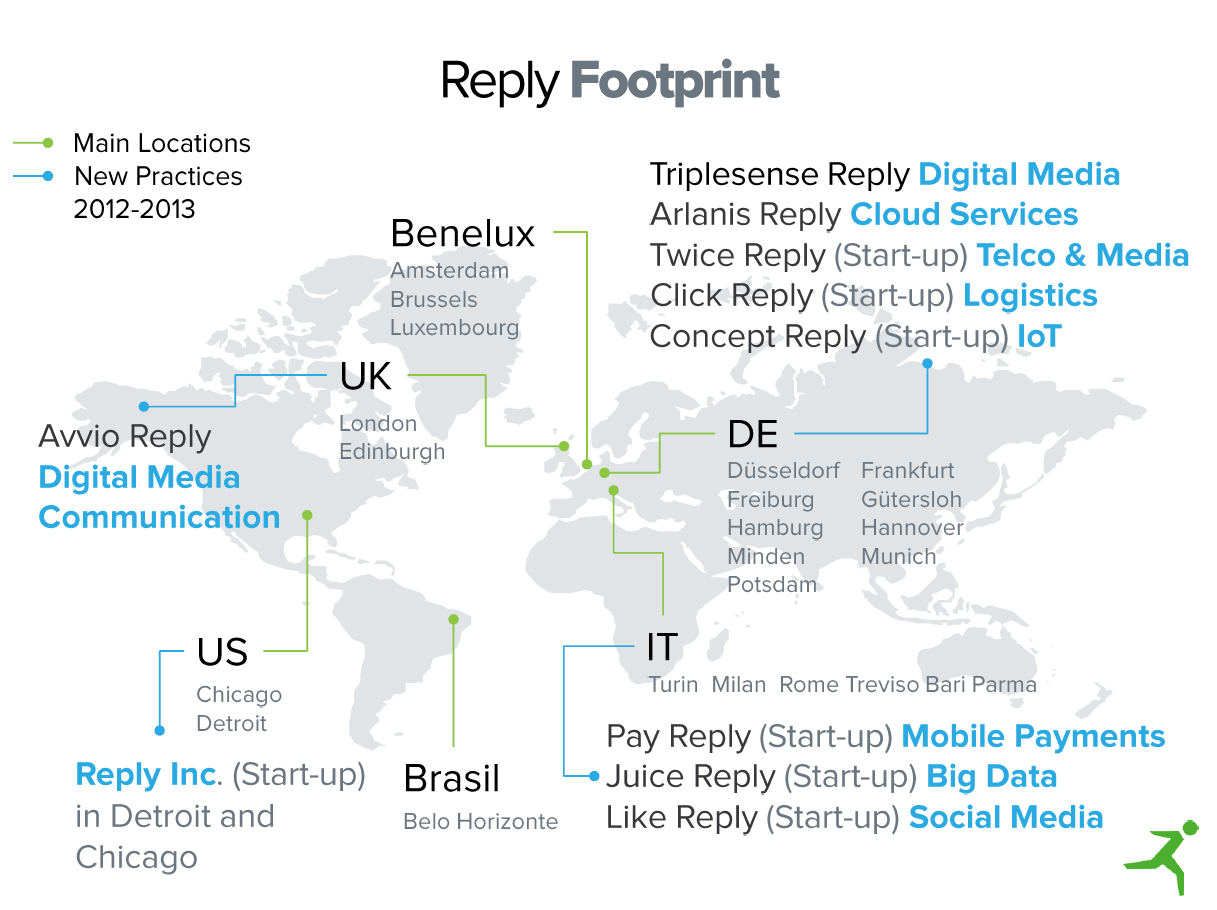 Reply Footprint
Main Locations
New Practices
2012-2013
Triplesense Reply Digital Media
Arlanis Reply Cloud Services
Twice Reply (Start-up) Telco & Media
Click Reply (Start-up) Logistics
Concept Reply (Start-up) IoT
Benelux
Amsterdam
Brussels
Luxembourg
UK
London
Edinburgh
Avvio Reply
Digital Media
Communication
DE
Düsseldorf Frankfurt
Freiburg Gütersloh
Hamburg Hannover
Minden Munich
Potsdam
US
Chicago
Detroit
Reply Inc. (Start-up)
in Detroit and
Chicago
Brasil
Belo Horizonte
IT
Turin Milan Rome Treviso Bari Parma
Pay Reply (Start-up) Mobile Payments
Juice Reply (Start-up) Big Data
Like Reply (Start-up) Social Media